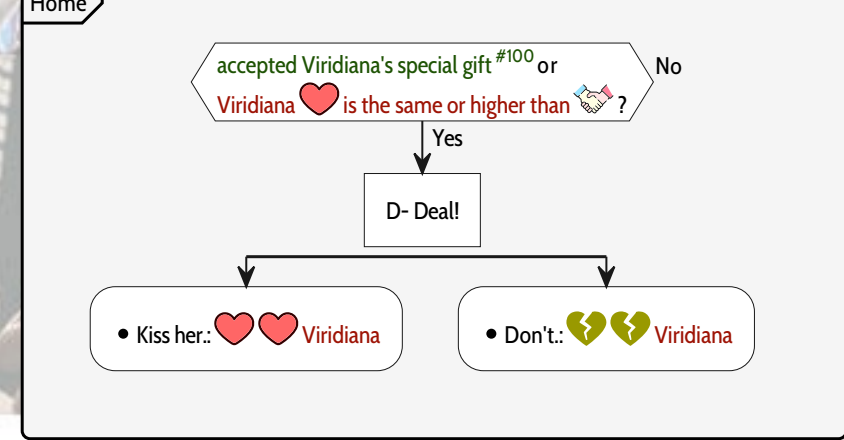 Home
accepted Viridiana's special gift #100 or
No
Viridiana is the same or higher than ?
Yes
D- Deal!
• Kiss her.: Viridiana
• Don't.: Viridiana